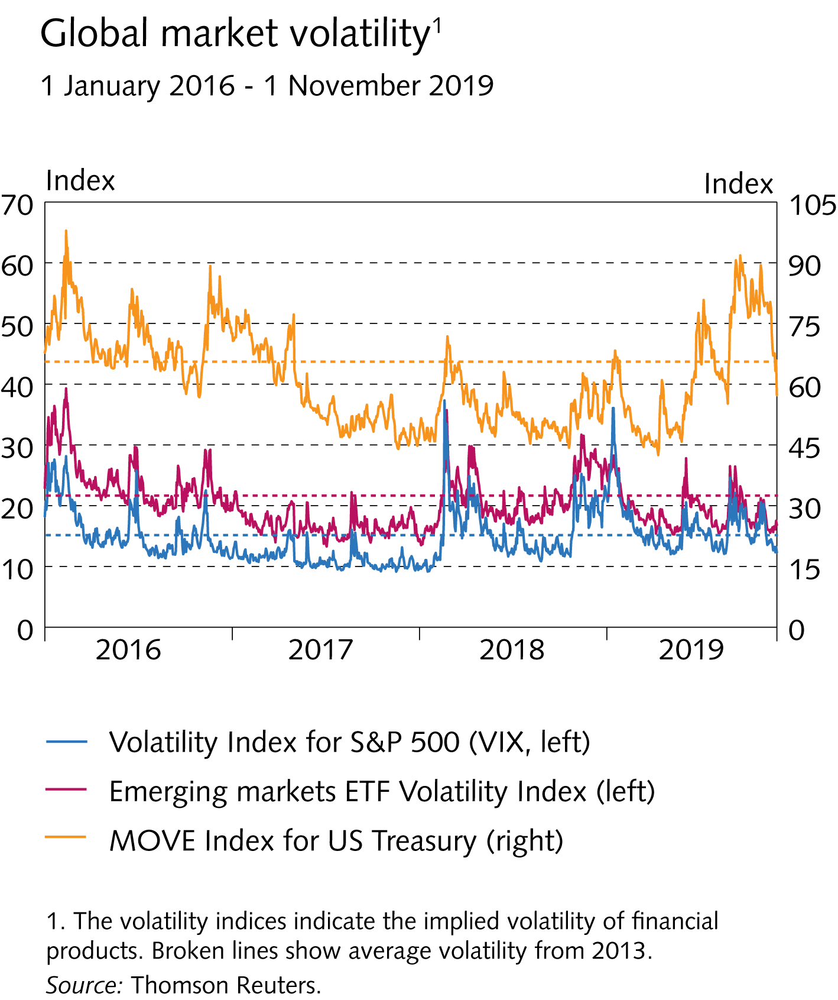 Global market volatility¹
1 January 2016 - 1 November 2019
Index Index
70 105
60 90
50 75
40 60
30 45
20 30
10 15
0 0
2016 2017 2018 2019
Volatility Index for S&P 500 (VIX, left)
Emerging markets ETF Volatility Index (left)
MOVE Index for US Treasury (right)
1. The volatility indices indicate the implied volatility of financial
products. Broken lines show average volatility from 2013.
Source: Thomson Reuters.